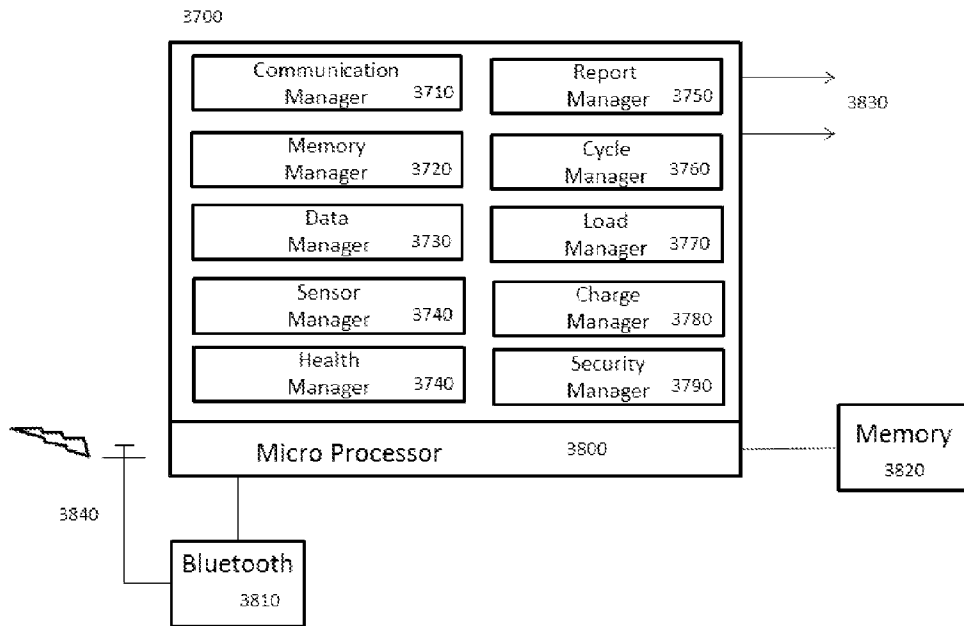 3700
Communication
Manager 3710
Memory
Manager 3720
Data
Manager 3730
Sensor
Manager 3740
Health
Manager 3740
Report
Manager 3750
Cycle
Manager 3760
Load
Manager 3770
Charge
Manager 3780
Security
Manager 3790
3830
Micro Processor 3800
Memory
3820
3840
Bluetooth
3810